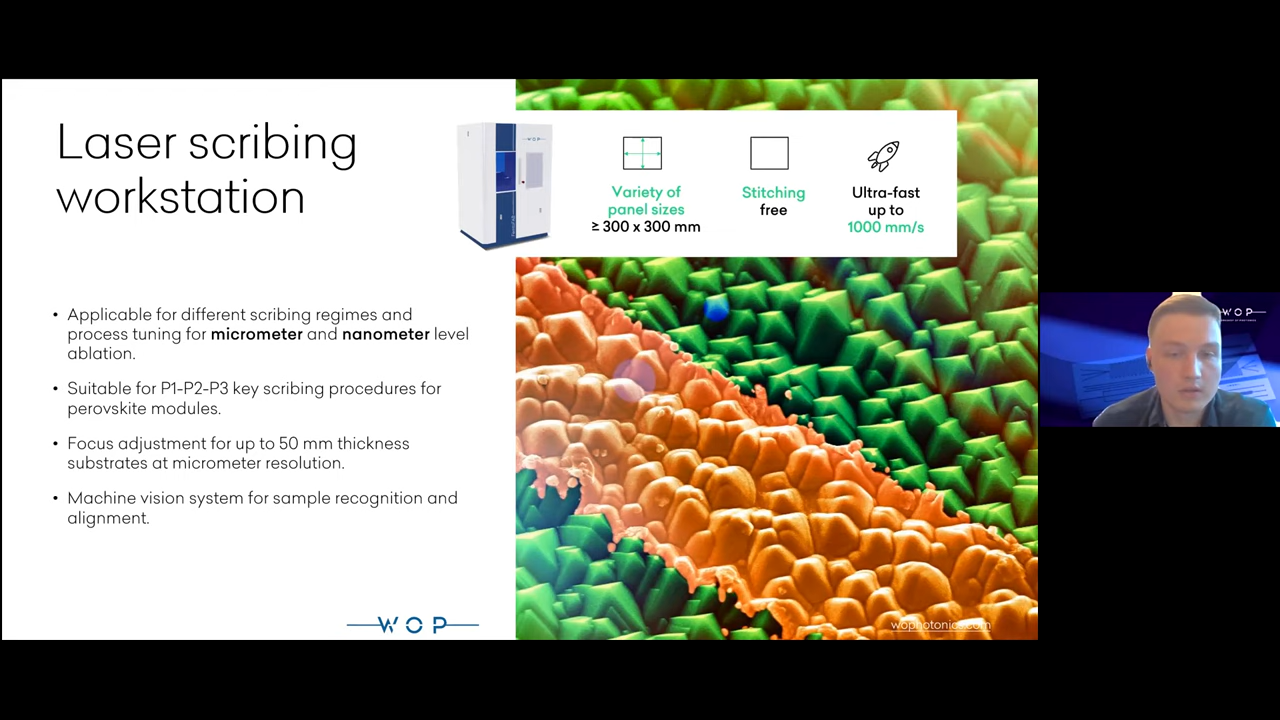 Laser scribing
workstation
WOP
Variety of
panel sizes
≥ 300 x 300 mm
Stitching
free
Ultra-fast
up to
1000 mm/s
• Applicable for different scribing regimes and
process tuning for micrometer and nanometer level
ablation.
• Suitable for P1-P2-P3 key scribing procedures for
perovskite modules.
• Focus adjustment for up to 50 mm thickness
substrates at micrometer resolution.
• Machine vision system for sample recognition and
alignment.
WOP
wophotonics.com
WOP